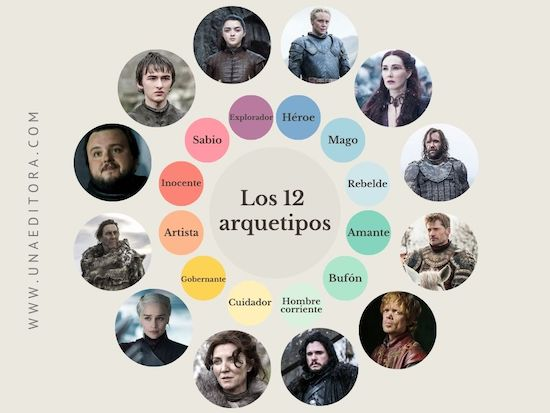 Los 12
arquetipos
Explorador
Héroe
Mago
Rebelde
Amante
Bufón
Hombre
corriente
Cuidador
Gobernante
Artista
Inocente
Sabio
WWW.UNAEDITORA.COM